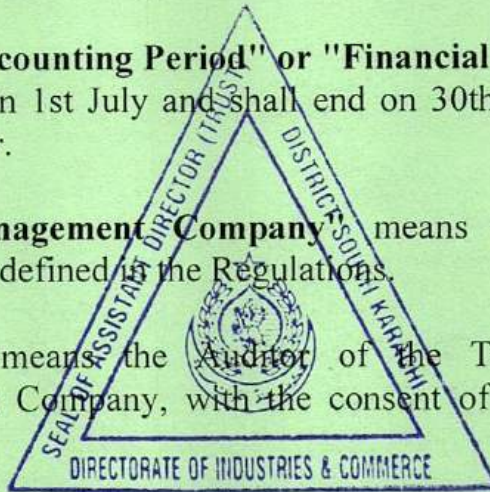 counting Period" or "Financial
n 1st July and shall end on 30th
r.
nagement Company" means
defined in the Regulations.
means the Auditor of the T
Company, with the consent of
SEAL OF ASSISTANT DIRECTOR (TRUST
DISTRICT SOUTH KARACHI
DIRECTORATE OF INDUSTRIES & COMMERCE